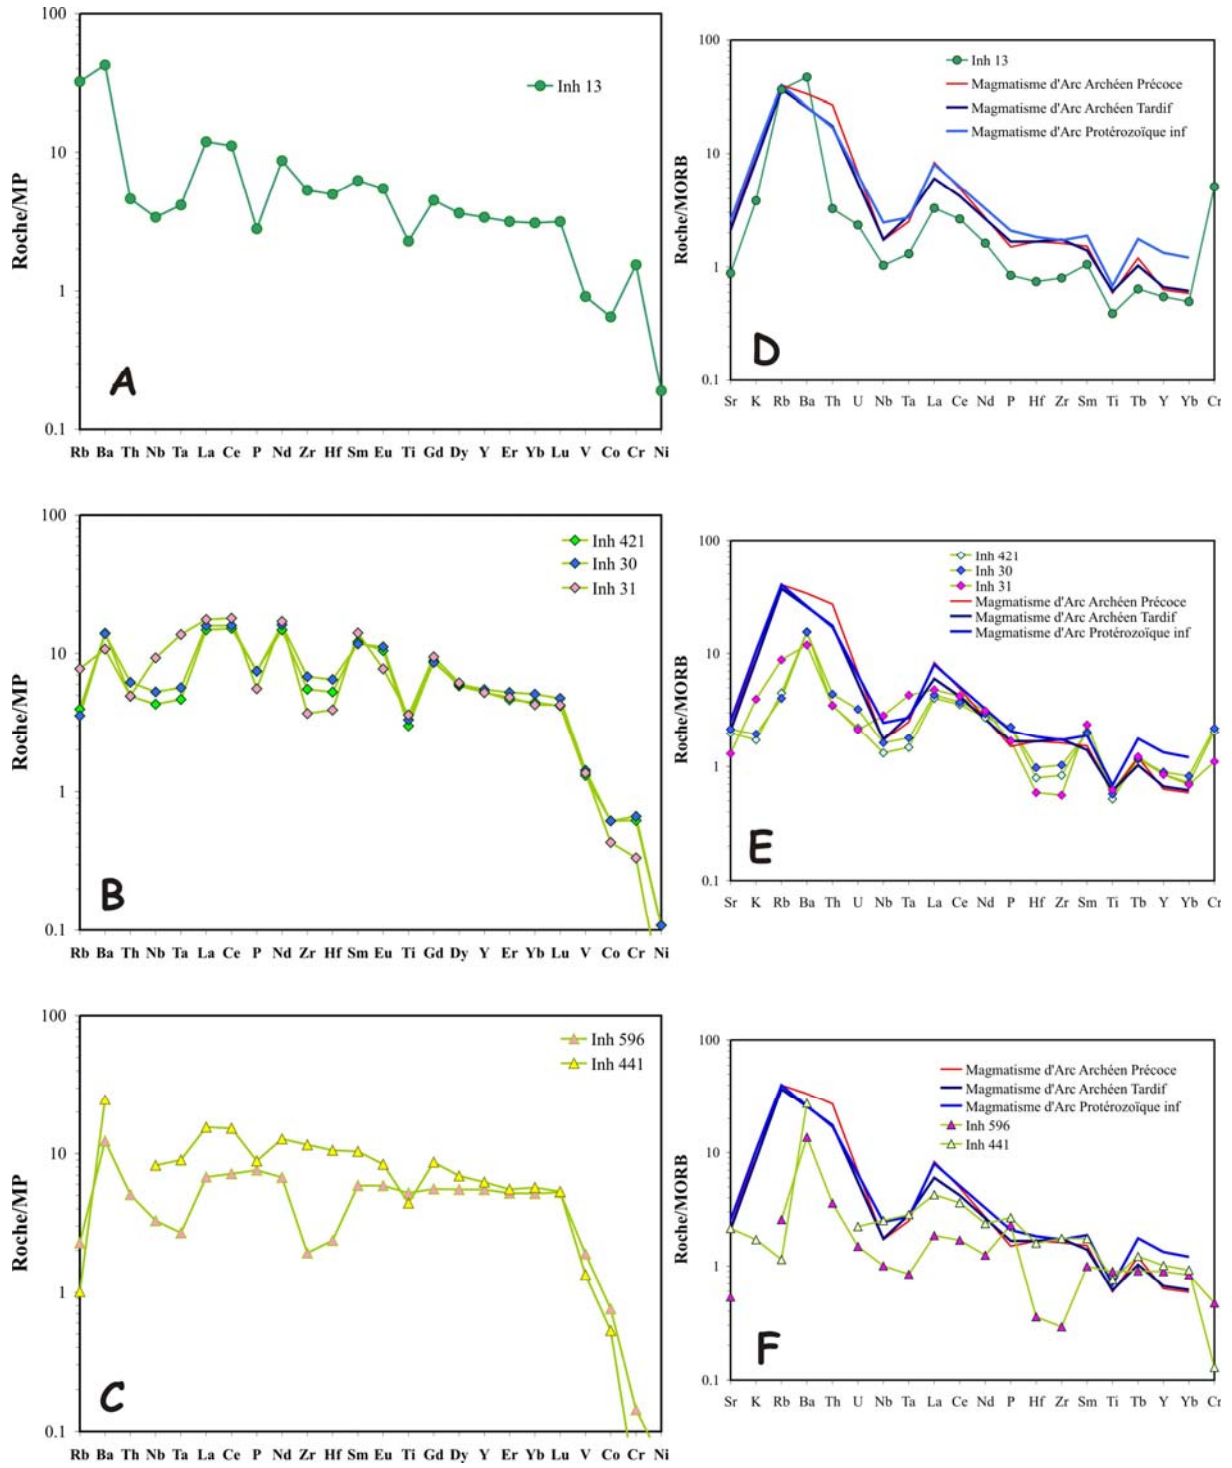 100
10
1
0.1
Roche/MP
Inh 13
A
Rb Ba Th Nb Ta La Ce P Nd Zr Hf Sm Eu Ti Gd Dy Y Er Yb Lu V Co Cr Ni
100
10
1
0.1
Roche/MORB
Inh 13
Magmatisme d'Arc Archéen Précoce
Magmatisme d'Arc Archéen Tardif
Magmatisme d'Arc Protérozoïque inf
D
Sr K Rb Ba Th U Nb Ta La Ce Nd P Hf Zr Sm Ti Tb Y Yb Cr
100
10
1
0.1
Roche/MP
Inh 421
Inh 30
Inh 31
B
Rb Ba Th Nb Ta La Ce P Nd Zr Hf Sm Eu Ti Gd Dy Y Er Yb Lu V Co Cr Ni
100
10
1
0.1
Roche/MORB
Inh 421
Inh 30
Inh 31
Magmatisme d'Arc Archéen Précoce
Magmatisme d'Arc Archéen Tardif
Magmatisme d'Arc Protérozoïque inf
E
Sr K Rb Ba Th U Nb Ta La Ce Nd P Hf Zr Sm Ti Tb Y Yb Cr
100
10
1
0.1
Roche/MP
Inh 596
Inh 441
C
Rb Ba Th Nb Ta La Ce P Nd Zr Hf Sm Eu Ti Gd Dy Y Er Yb Lu V Co Cr Ni
100
10
1
0.1
Roche/MORB
Magmatisme d'Arc Archéen Précoce
Magmatisme d'Arc Archéen Tardif
Magmatisme d'Arc Protérozoïque inf
Inh 596
Inh 441
F
Sr K Rb Ba Th U Nb Ta La Ce Nd P Hf Zr Sm Ti Tb Y Yb Cr